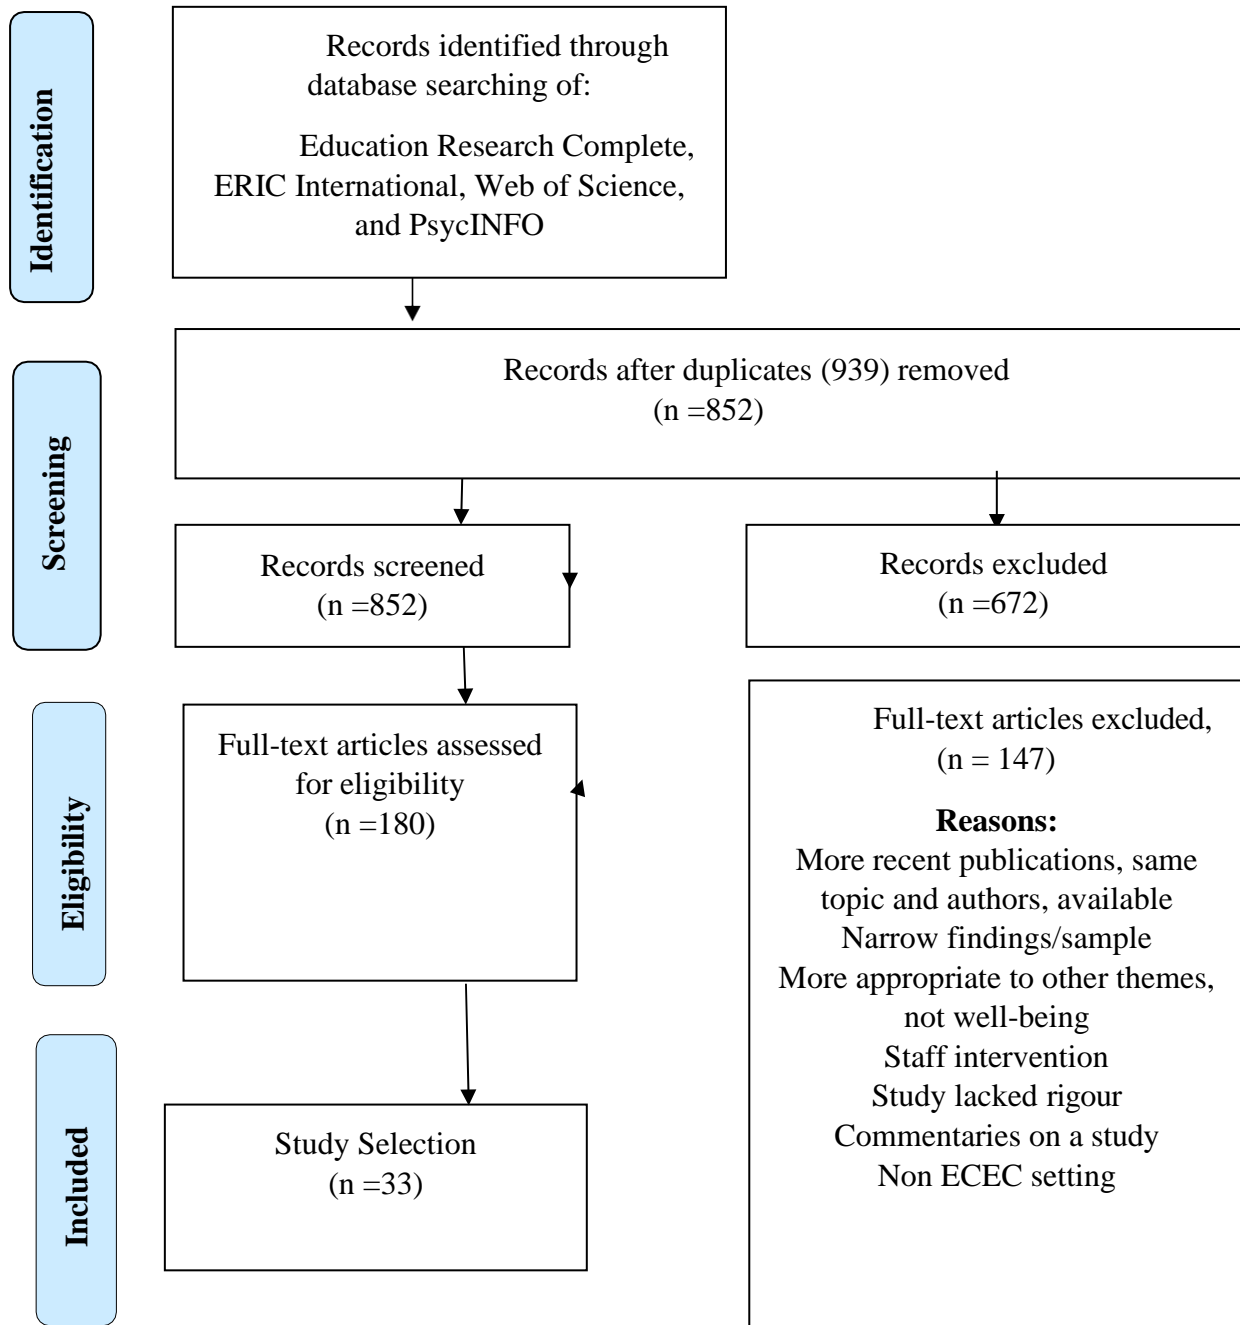 Identification
Records identified through
database searching of:
Education Research Complete,
ERIC International, Web of Science,
and PsycINFO
Screening
Records after duplicates (939) removed
(n =852)
Records screened
(n =852)
Records excluded
(n =672)
Eligibility
Full-text articles assessed
for eligibility
(n =180)
Full-text articles excluded,
(n = 147)
Reasons:
More recent publications, same
topic and authors, available
Narrow findings/sample
More appropriate to other themes,
not well-being
Staff intervention
Study lacked rigour
Commentaries on a study
Non ECEC setting
Included
Study Selection
(n =33)